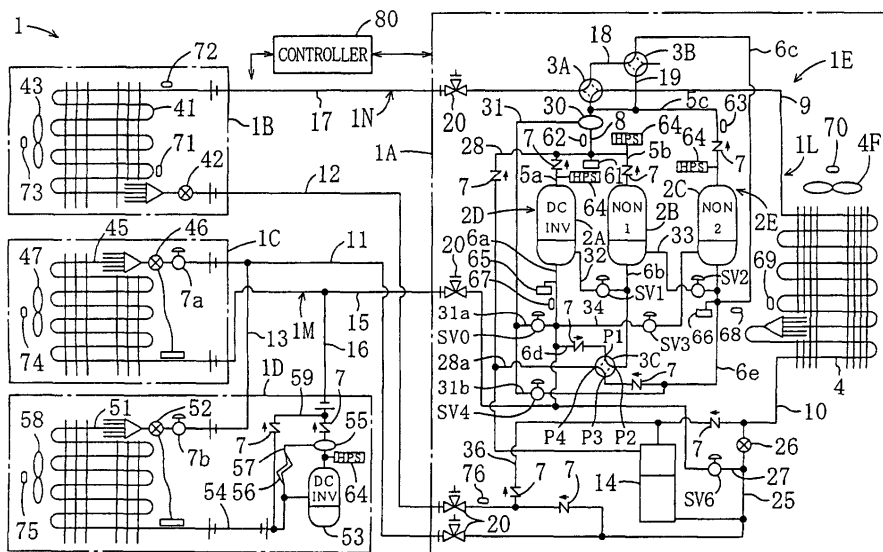 1
80
CONTROLLER
72
43
41
1B
71
42
73
17
1N
20
12
1A
18
3A
3B
19
6c
1E
31
30
5c
63
9
62
8
HPS
64
64
5b
28
7
7
7
7
5a
HPS
61
HPS
64
2C
2D
DC
INV
2A
NON
1
2B
NON
2
2E
1L
70
4F
6a
65
67
32
6b
33
SV1
SV2
31a
SV0
34
SV3
66
68
69
7
P1
6d
28a
3C
7
6e
31b
SV4
P4
P3
P2
4
10
7
26
36
76
7
7
14
SV6
27
25
20
45
46
1C
47
7a
11
20
1M
15
74
13
16
1D
59
58
51
52
7
7
7b
57
55
56
HPS
64
DC
INV
54
53
75